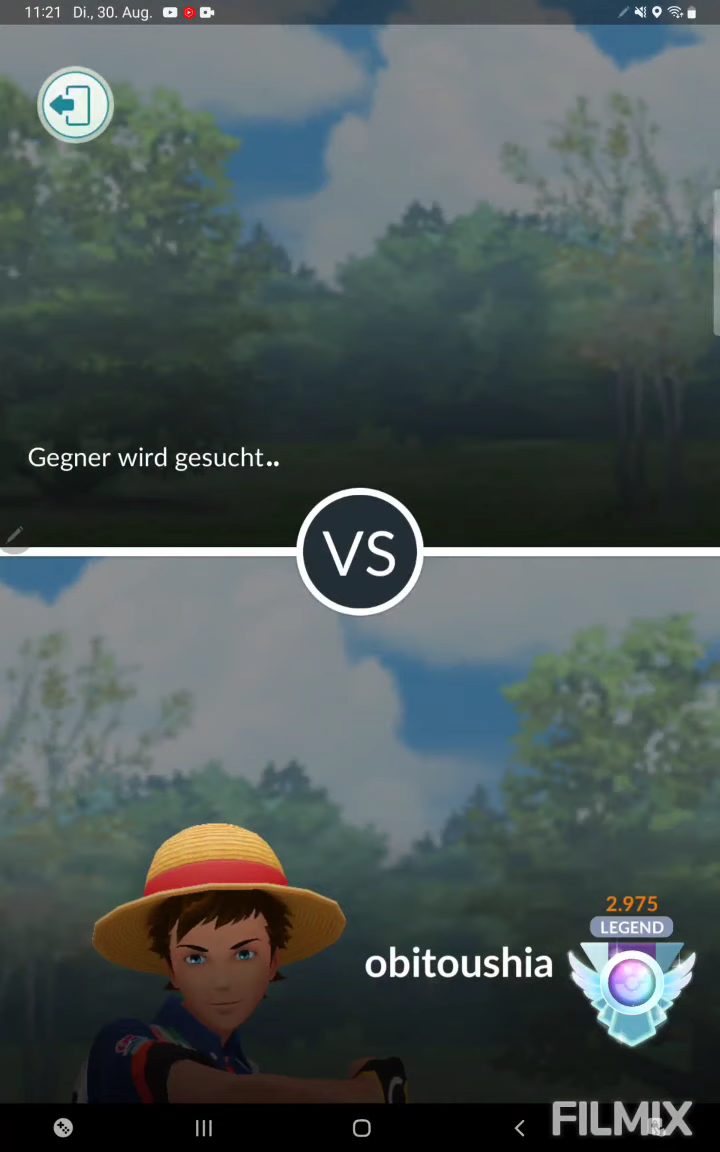 11:21 Di., 30. Aug.
Gegner wird gesucht..
VS
2.975
LEGEND
obitoushia
FILMIX